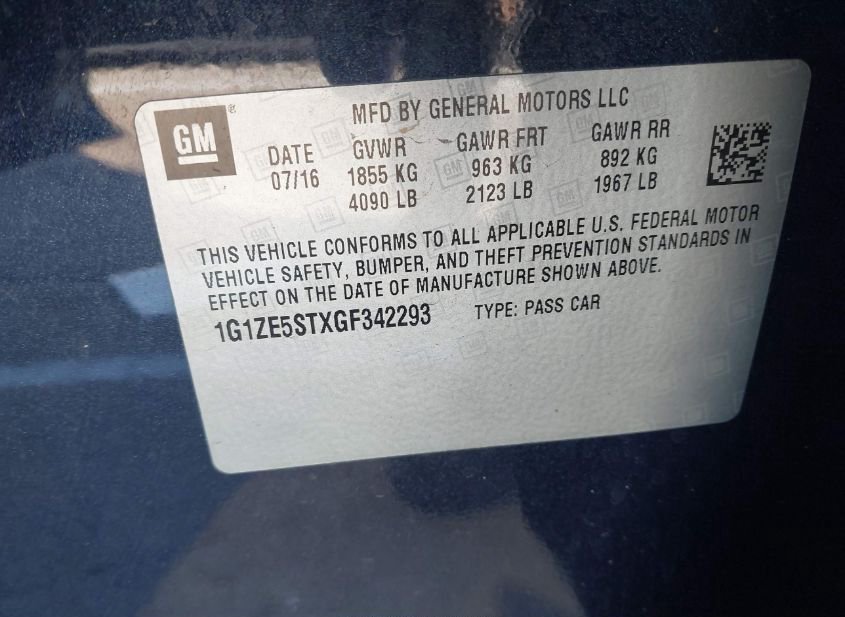 GM®
MFD BY GENERAL MOTORS LLC
DATE GVWR GAWR FRT GAWR RR
07/16 1855 KG 963 KG 892 KG
4090 LB 2123 LB 1967 LB
THIS VEHICLE CONFORMS TO ALL APPLICABLE U.S. FEDERAL MOTOR
VEHICLE SAFETY, BUMPER, AND THEFT PREVENTION STANDARDS IN
EFFECT ON THE DATE OF MANUFACTURE SHOWN ABOVE.
1G1ZE5STXGF342293 TYPE: PASS CAR